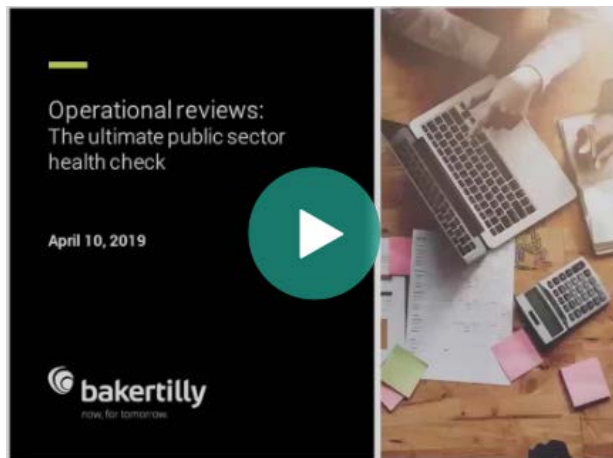 Operational reviews:
The ultimate public sector
health check
April 10, 2019
bakertilly
now, for tomorrow.